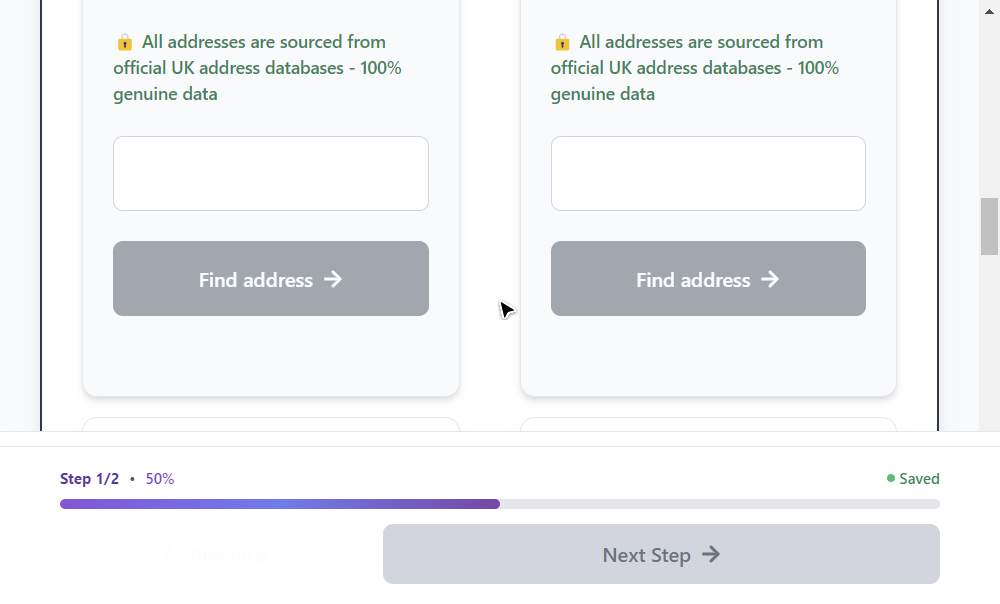 🔒 All addresses are sourced from
official UK address databases - 100%
genuine data
Find address →
🔒 All addresses are sourced from
official UK address databases - 100%
genuine data
Find address →
Step 1/2 • 50%
Saved
Previous
Next Step →